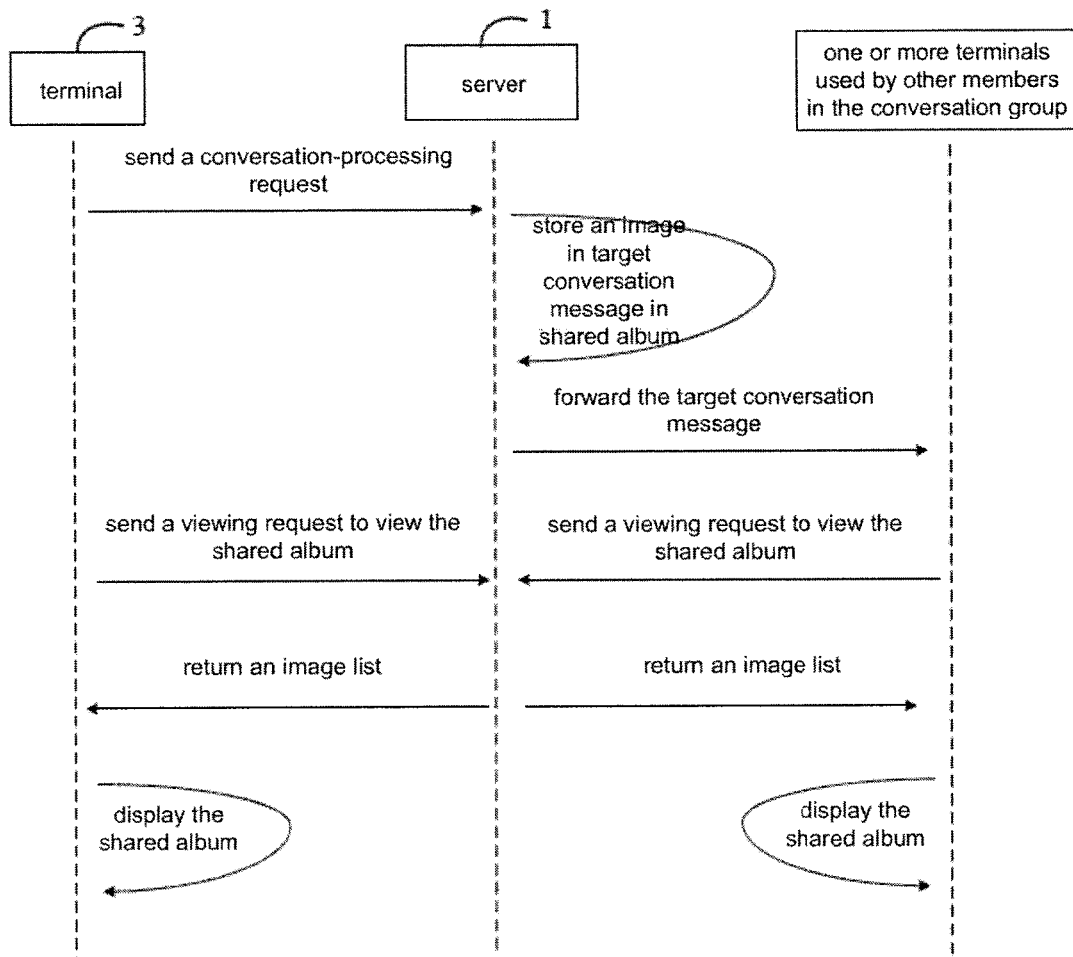 3
1
terminal
server
one or more terminals
used by other members
in the conversation group
send a conversation-processing
request
store an image
in target
conversation
message in
shared album
forward the target conversation
message
send a viewing request to view the
shared album
send a viewing request to view the
shared album
return an image list
return an image list
display the
shared album
display the
shared album